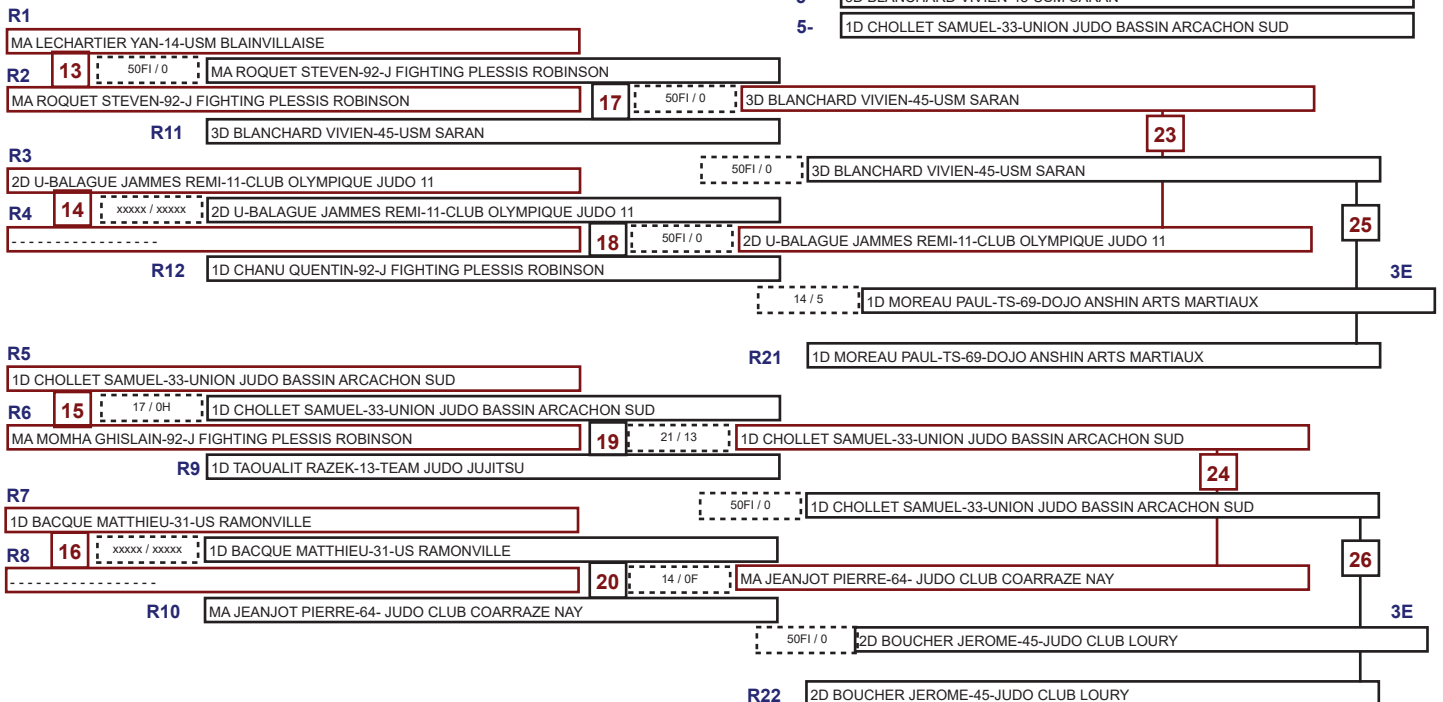 3D BLANCHARD VIVIEN-45-USM SARAN
R1
5- 1D CHOLLET SAMUEL-33-UNION JUDO BASSIN ARCACHON SUD
MA LECHARTIER YAN-14-USM BLAINVILLAISE
R2 13 50FI / 0 MA ROQUET STEVEN-92-J FIGHTING PLESSIS ROBINSON
MA ROQUET STEVEN-92-J FIGHTING PLESSIS ROBINSON 17 50FI / 0 3D BLANCHARD VIVIEN-45-USM SARAN
R11 3D BLANCHARD VIVIEN-45-USM SARAN 23
R3
50FI / 0 3D BLANCHARD VIVIEN-45-USM SARAN
2D U-BALAGUE JAMMES REMI-11-CLUB OLYMPIQUE JUDO 11
R4 14 xxxxx / xxxxx 2D U-BALAGUE JAMMES REMI-11-CLUB OLYMPIQUE JUDO 11 25
- - - - - - - - - - - - - - - - - 18 50FI / 0 2D U-BALAGUE JAMMES REMI-11-CLUB OLYMPIQUE JUDO 11
R12 1D CHANU QUENTIN-92-J FIGHTING PLESSIS ROBINSON 3E
14 / 5 1D MOREAU PAUL-TS-69-DOJO ANSHIN ARTS MARTIAUX
R5
R21 1D MOREAU PAUL-TS-69-DOJO ANSHIN ARTS MARTIAUX
1D CHOLLET SAMUEL-33-UNION JUDO BASSIN ARCACHON SUD
R6 15 17 / 0H 1D CHOLLET SAMUEL-33-UNION JUDO BASSIN ARCACHON SUD
MA MOMHA GHISLAIN-92-J FIGHTING PLESSIS ROBINSON 19 21 / 13 1D CHOLLET SAMUEL-33-UNION JUDO BASSIN ARCACHON SUD
R9 1D TAOUALIT RAZEK-13-TEAM JUDO JUJITSU 24
R7
50FI / 0 1D CHOLLET SAMUEL-33-UNION JUDO BASSIN ARCACHON SUD
1D BACQUE MATTHIEU-31-US RAMONVILLE
R8 16 xxxxx / xxxxx 1D BACQUE MATTHIEU-31-US RAMONVILLE 26
- - - - - - - - - - - - - - - - - 20 14 / 0F MA JEANJOT PIERRE-64- JUDO CLUB COARRAZE NAY
R10 MA JEANJOT PIERRE-64- JUDO CLUB COARRAZE NAY 3E
50FI / 0 2D BOUCHER JEROME-45-JUDO CLUB LOURY
R22 2D BOUCHER JEROME-45-JUDO CLUB LOURY